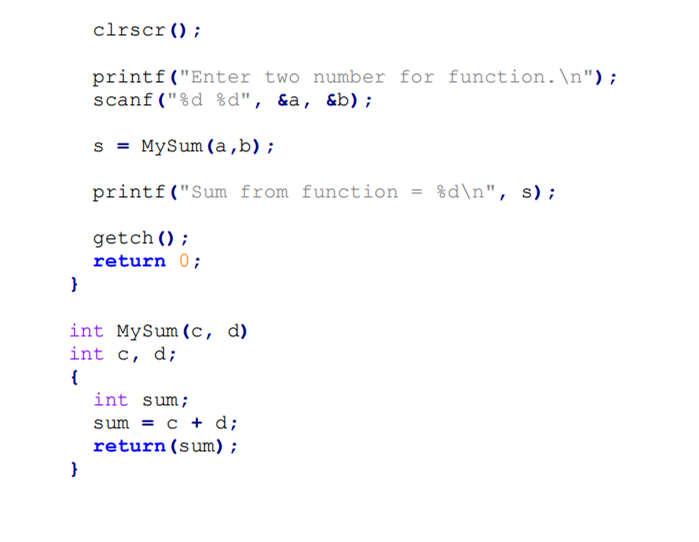 clrscr();
printf("Enter two number for function.\n");
scanf("%d %d", &a, &b);
s = MySum(a,b);
printf("Sum from function = %d\n", s);
getch();
return 0;
}
int MySum(c, d)
int c, d;
{
int sum;
sum = c + d;
return(sum);
}